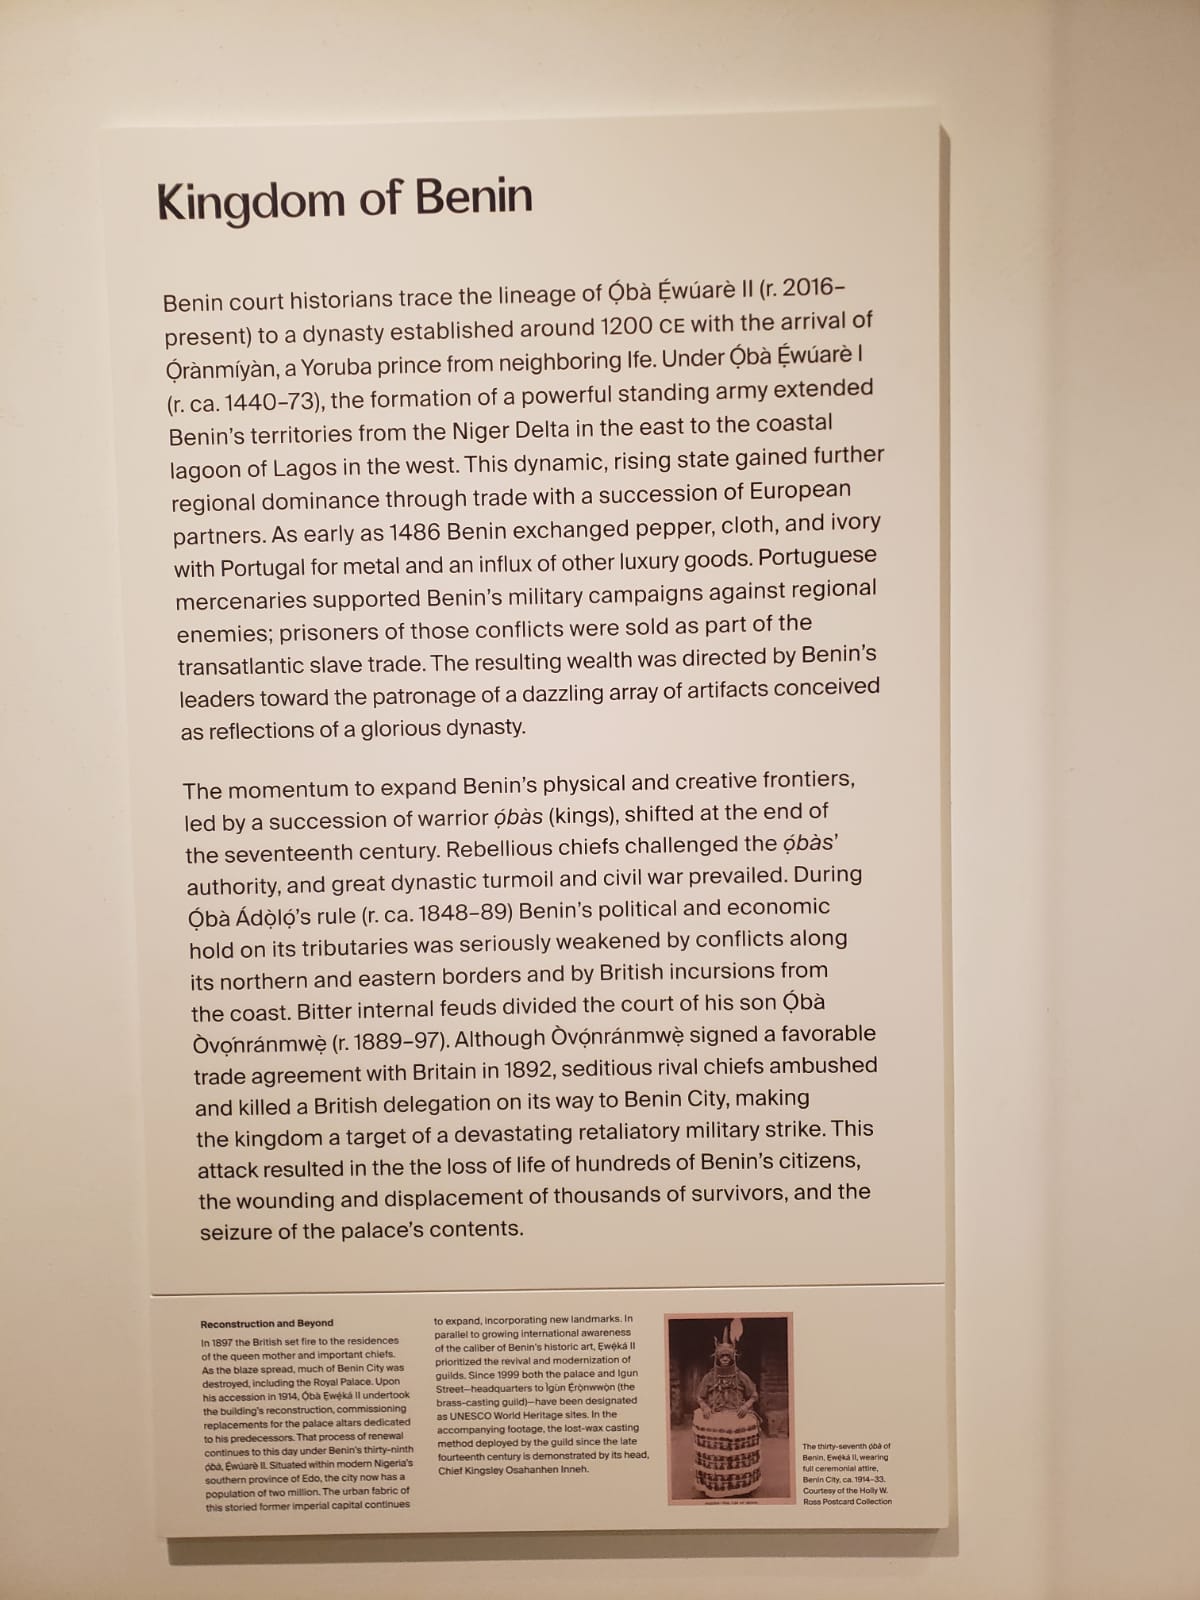 Kingdom of Benin
Benin court historians trace the lineage of Ọ́bà Ẹ́wúarè II (r. 2016–
present) to a dynasty established around 1200 CE with the arrival of
Ọ́rànmíyàn, a Yoruba prince from neighboring Ife. Under Ọ́bà Ẹ́wúarè I
(r. ca. 1440–73), the formation of a powerful standing army extended
Benin’s territories from the Niger Delta in the east to the coastal
lagoon of Lagos in the west. This dynamic, rising state gained further
regional dominance through trade with a succession of European
partners. As early as 1486 Benin exchanged pepper, cloth, and ivory
with Portugal for metal and an influx of other luxury goods. Portuguese
mercenaries supported Benin’s military campaigns against regional
enemies; prisoners of those conflicts were sold as part of the
transatlantic slave trade. The resulting wealth was directed by Benin’s
leaders toward the patronage of a dazzling array of artifacts conceived
as reflections of a glorious dynasty.
The momentum to expand Benin’s physical and creative frontiers,
led by a succession of warrior ọ́bàs (kings), shifted at the end of
the seventeenth century. Rebellious chiefs challenged the ọ́bàs’
authority, and great dynastic turmoil and civil war prevailed. During
Ọ́bà Ádọ̀lọ́’s rule (r. ca. 1848–89) Benin’s political and economic
hold on its tributaries was seriously weakened by conflicts along
its northern and eastern borders and by British incursions from
the coast. Bitter internal feuds divided the court of his son Ọ́bà
Òvọ́nránmwẹ̀ (r. 1889–97). Although Òvọ́nránmwẹ̀ signed a favorable
trade agreement with Britain in 1892, seditious rival chiefs ambushed
and killed a British delegation on its way to Benin City, making
the kingdom a target of a devastating retaliatory military strike. This
attack resulted in the the loss of life of hundreds of Benin’s citizens,
the wounding and displacement of thousands of survivors, and the
seizure of the palace’s contents.
Reconstruction and Beyond
In 1897 the British set fire to the residences
of the queen mother and important chiefs.
As the blaze spread, much of Benin City was
destroyed, including the Royal Palace. Upon
his accession in 1914, Ọ́bà Ẹwẹ́ká II undertook
the building’s reconstruction, commissioning
replacements for the palace altars dedicated
to his predecessors. That process of renewal
continues to this day under Benin’s thirty-ninth
ọ́bà, Ẹ́wúarè II. Situated within modern Nigeria’s
southern province of Edo, the city now has a
population of two million. The urban fabric of
this storied former imperial capital continues
to expand, incorporating new landmarks. In
parallel to growing international awareness
of the caliber of Benin’s historic art, Ẹwẹ́ká II
prioritized the revival and modernization of
guilds. Since 1999 both the palace and Igun
Street—headquarters to Ìgùn Ẹ́rọ́nwwọ̀n (the
brass-casting guild)—have been designated
as UNESCO World Heritage sites. In the
accompanying footage, the lost-wax casting
method deployed by the guild since the late
fourteenth century is demonstrated by its head,
Chief Kingsley Osahanhen Inneh.
The thirty-seventh ọ́bà of
Benin, Ẹwẹ́ká II, wearing
full ceremonial attire,
Benin City, ca. 1914–33.
Courtesy of the Holly W.
Ross Postcard Collection